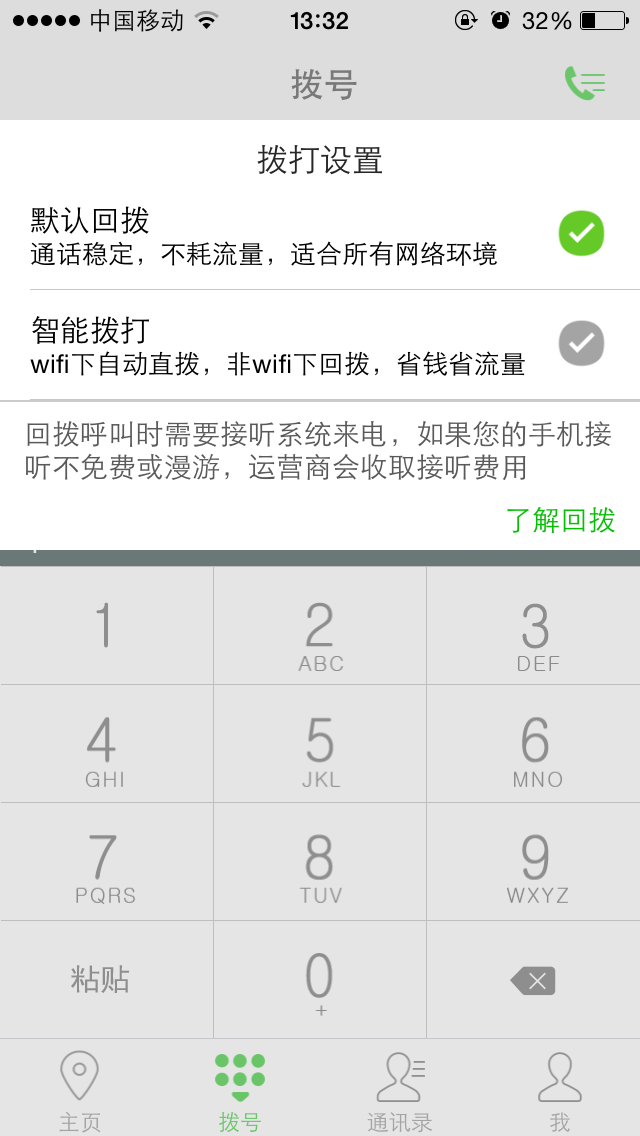 中国移动 13:32 32%
拨号
拨打设置
默认回拨
通话稳定，不耗流量，适合所有网络环境
智能拨打
wifi下自动直拨，非wifi下回拨，省钱省流量
回拨呼叫时需要接听系统来电，如果您的手机接
听不免费或漫游，运营商会收取接听费用
了解回拨
1 2 3
ABC DEF
4 5 6
GHI JKL MNO
7 8 9
PQRS TUV WXYZ
粘贴 0
+
主页 拨号 通讯录 我